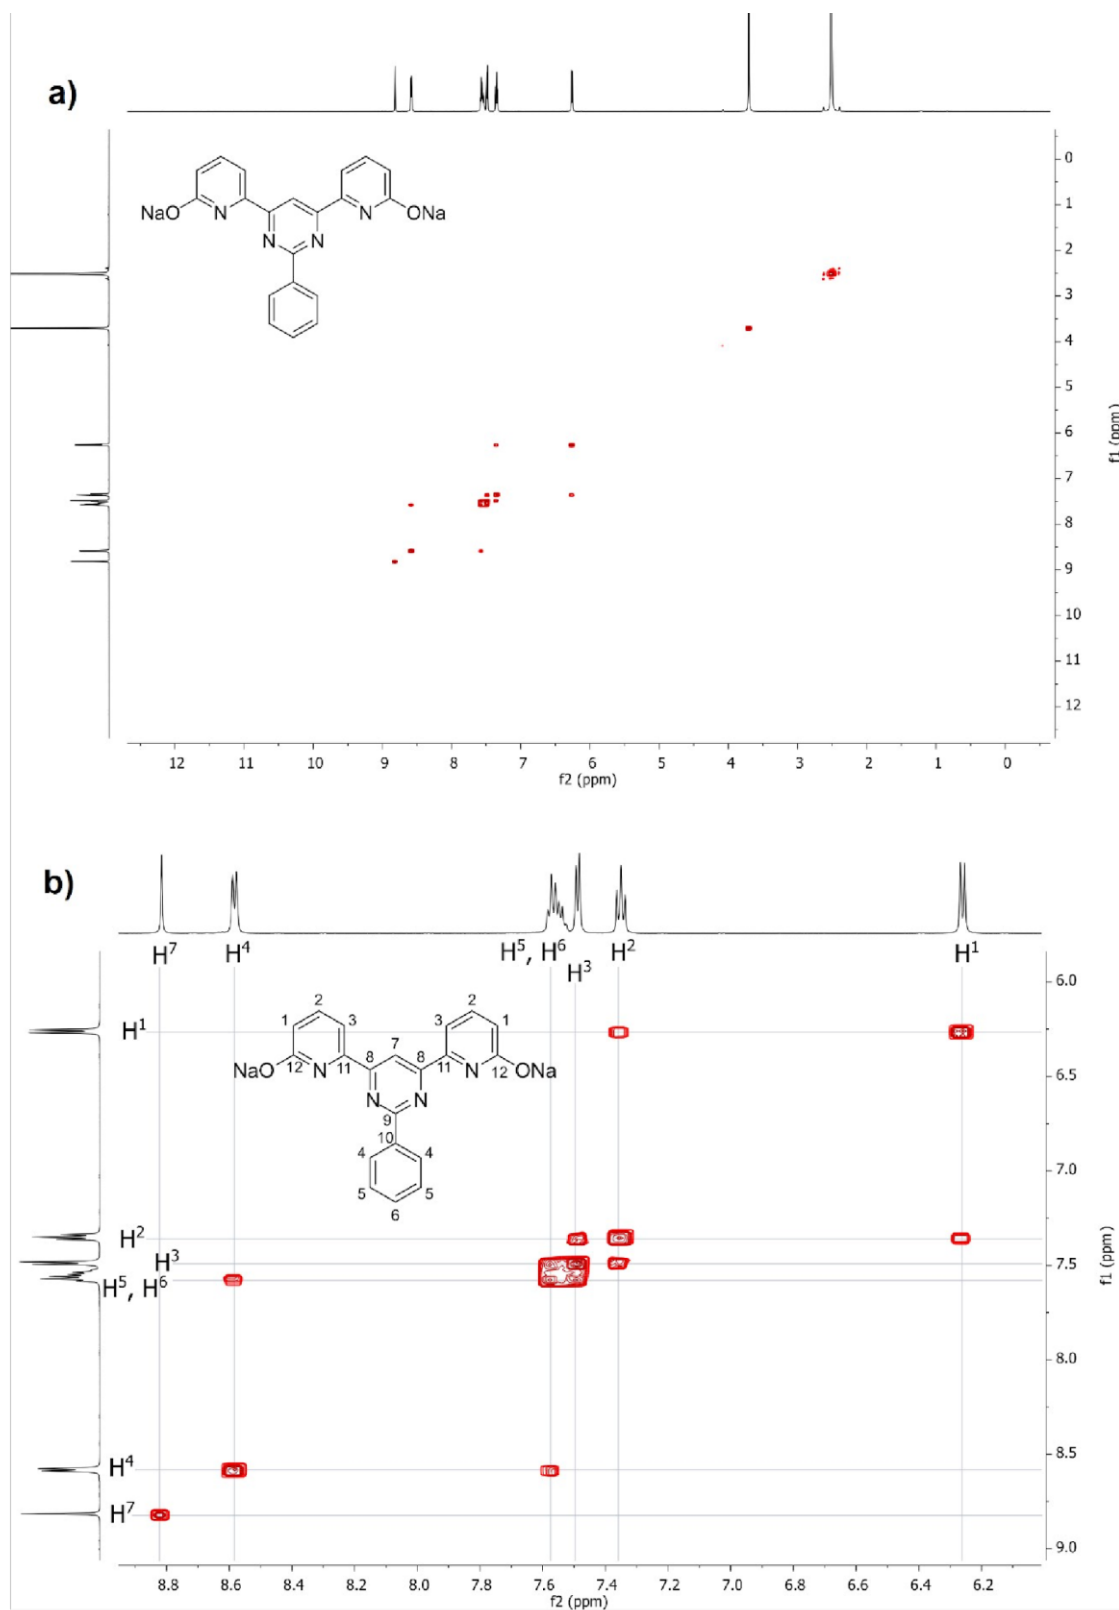 a)
NaO N N ONa
N N
0
1
2
3
4
5
6
7
8
9
10
11
12
f1 (ppm)
12 11 10 9 8 7 6 5 4 3 2 1 0
f2 (ppm)
b)
H7 H4 H5, H6 H3 H2 H1
H1
H2
H3
H5, H6
H4
H7
2 2
1 3 7 3 1
8 8
12 11 11 12
NaO N N ONa
N N
9
10
4 4
5 5
6
6.0
6.5
7.0
7.5
8.0
8.5
9.0
f1 (ppm)
8.8 8.6 8.4 8.2 8.0 7.8 7.6 7.4 7.2 7.0 6.8 6.6 6.4 6.2
f2 (ppm)